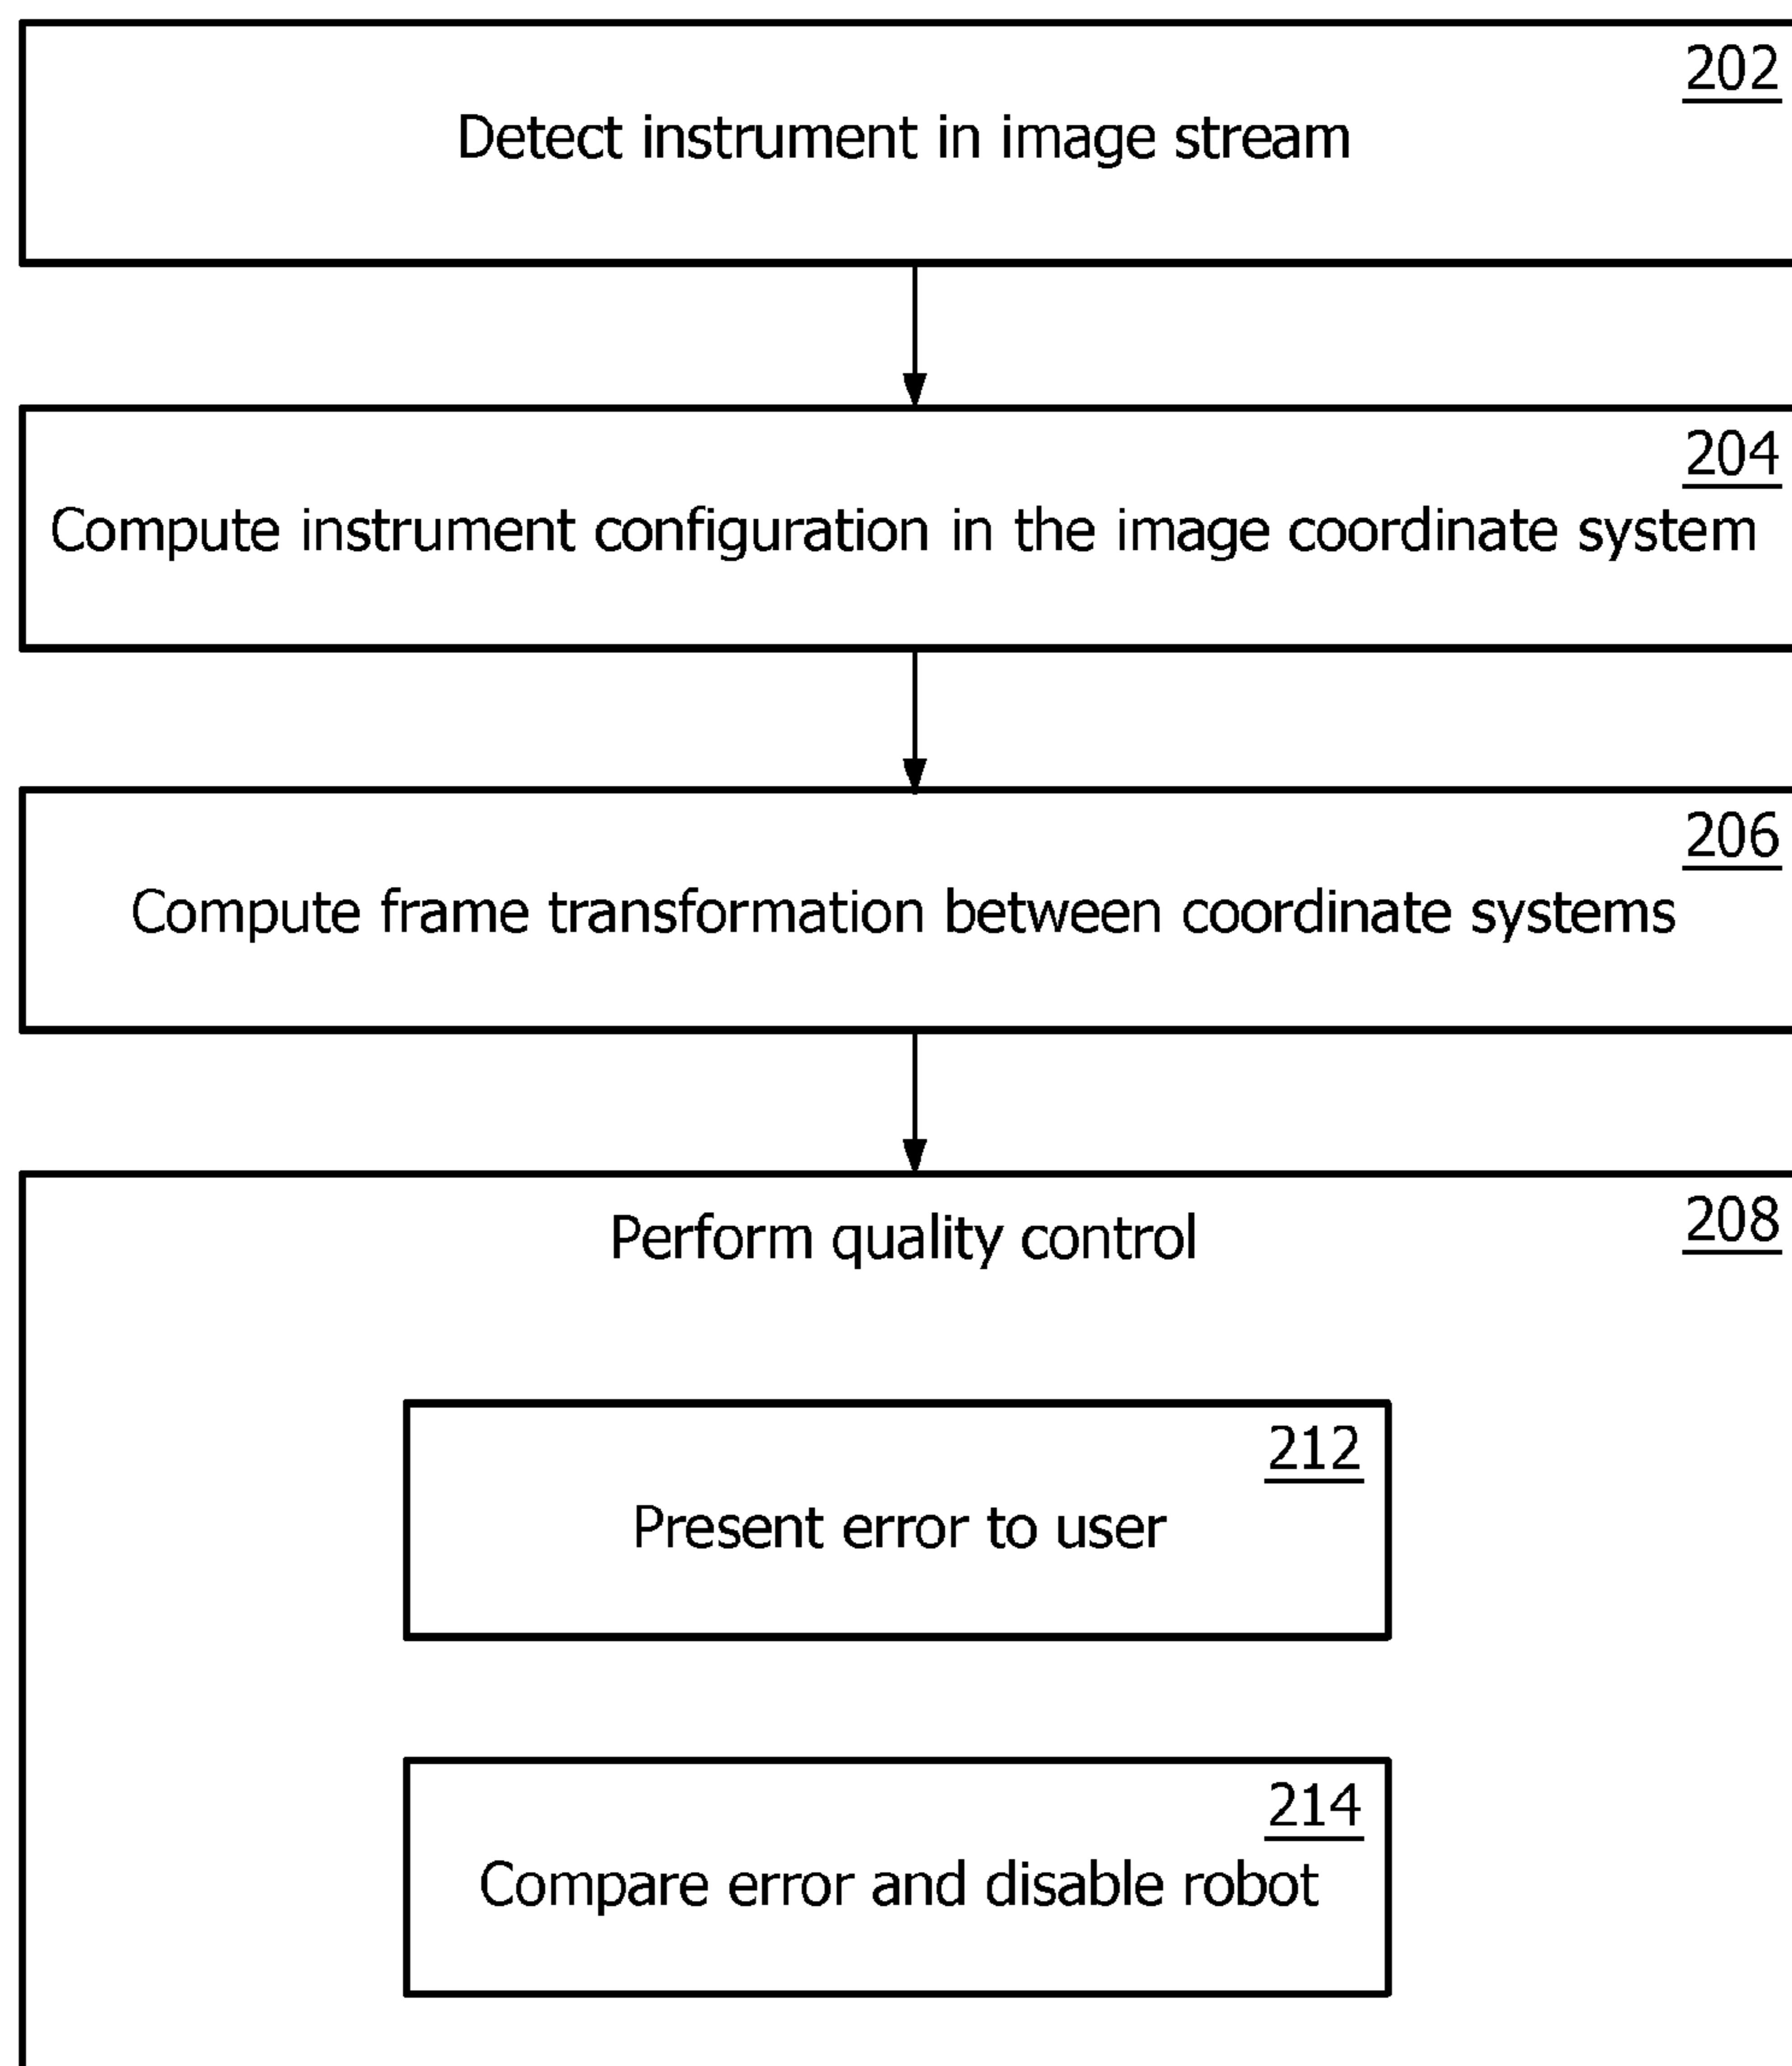 202
Detect instrument in image stream
204
Compute instrument configuration in the image coordinate system
206
Compute frame transformation between coordinate systems
208
Perform quality control
212
Present error to user
214
Compare error and disable robot